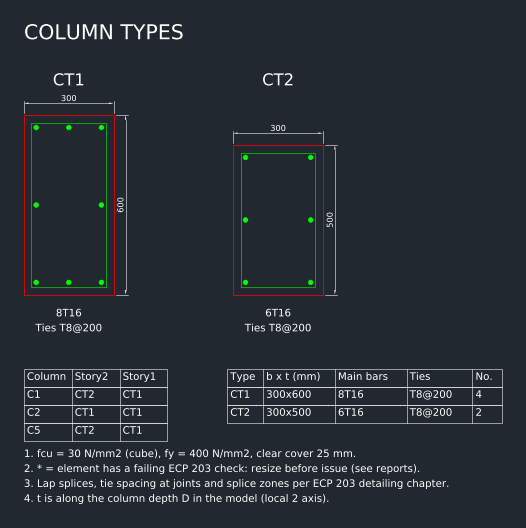 COLUMN TYPES
CT1
CT2
300
300
600
500
8T16
Ties T8@200
6T16
Ties T8@200
Column Story2 Story1
C1 CT2 CT1
C2 CT1 CT1
C5 CT2 CT1
Type b x t (mm) Main bars Ties No.
CT1 300x600 8T16 T8@200 4
CT2 300x500 6T16 T8@200 2
1. fcu = 30 N/mm2 (cube), fy = 400 N/mm2, clear cover 25 mm.
2. * = element has a failing ECP 203 check: resize before issue (see reports).
3. Lap splices, tie spacing at joints and splice zones per ECP 203 detailing chapter.
4. t is along the column depth D in the model (local 2 axis).